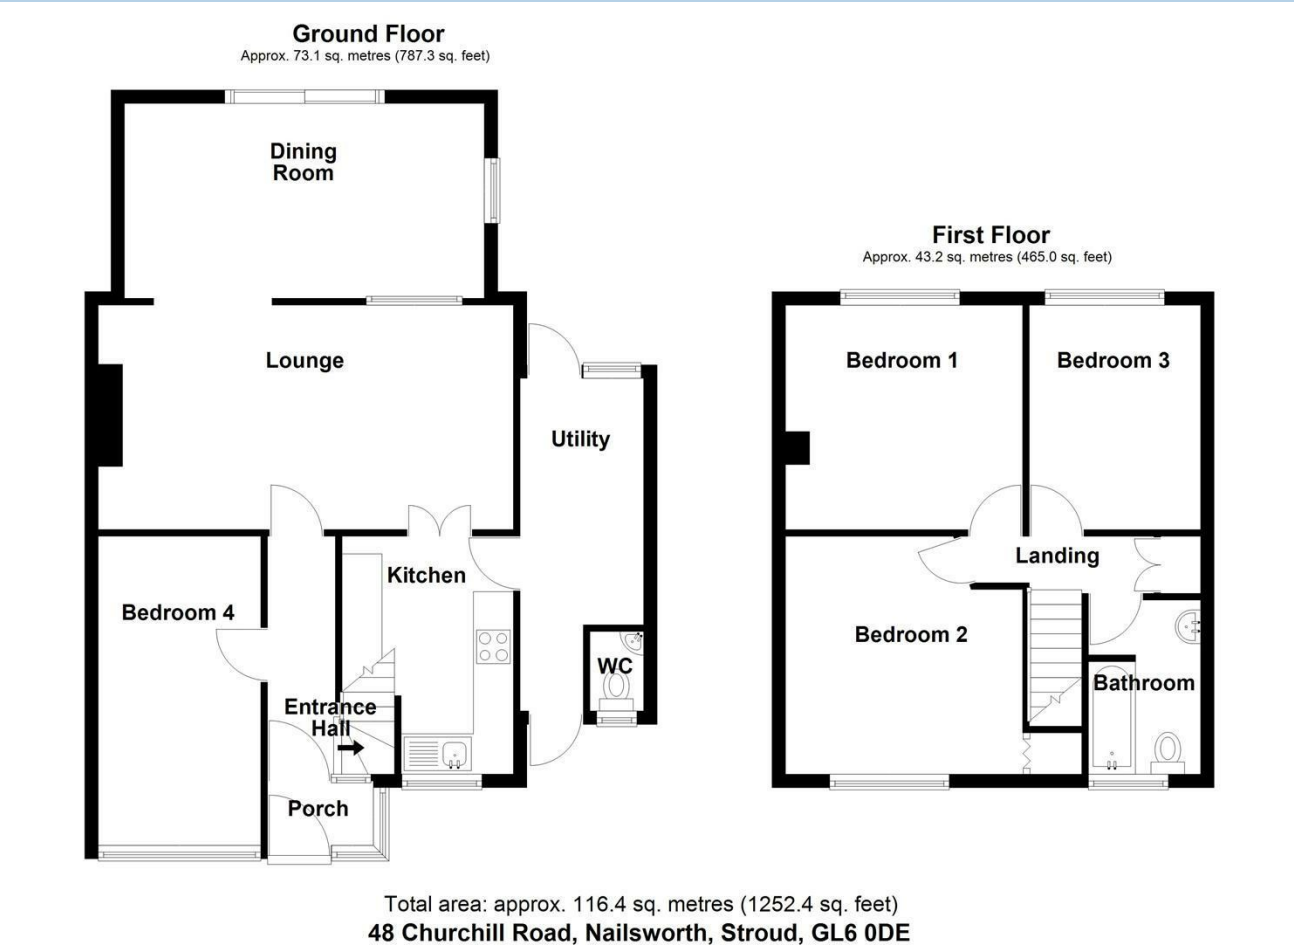 Ground Floor
Approx. 73.1 sq. metres (787.3 sq. feet)
Dining
Room
Lounge
Utility
Kitchen
Bedroom 4
WC
Entrance
Hall
Porch
First Floor
Approx. 43.2 sq. metres (465.0 sq. feet)
Bedroom 1
Bedroom 3
Landing
Bedroom 2
Bathroom
Total area: approx. 116.4 sq. metres (1252.4 sq. feet)
48 Churchill Road, Nailsworth, Stroud, GL6 0DE